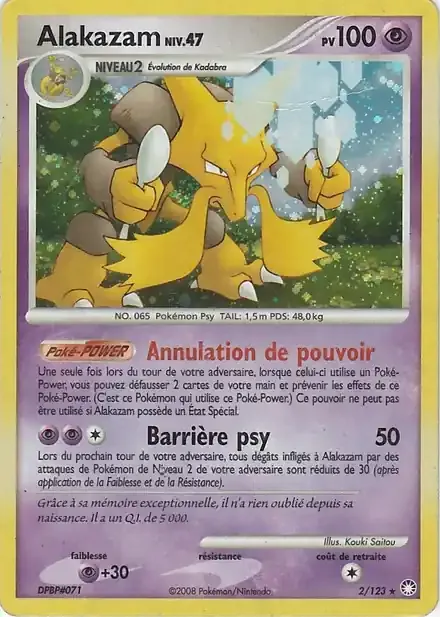 Alakazam NIV.47 PV 100
NIVEAU2 Évolution de Kadabra
NO. 065 Pokémon Psy TAIL: 1,5m PDS: 48,0kg
Poké-POWER Annulation de pouvoir
Une seule fois lors du tour de votre adversaire, lorsque celui-ci utilise un Poké-
Power, vous pouvez défausser 2 cartes de votre main et prévenir les effets de ce
Poké-Power. (C'est ce Pokémon qui utilise ce Poké-Power.) Ce pouvoir ne peut pas
être utilisé si Alakazam possède un État Spécial.
Barrière psy 50
Lors du prochain tour de votre adversaire, tous dégâts infligés à Alakazam par des
attaques de Pokémon de Niveau 2 de votre adversaire sont réduits de 30 (après
application de la Faiblesse et de la Résistance).
Grâce à sa mémoire exceptionnelle, il n'a rien oublié depuis sa
naissance. Il a un Q.I. de 5 000.
Illus. Kouki Saitou
faiblesse résistance coût de retraite
+30
DPBP#071 ©2008 Pokémon/Nintendo 2/123 ★